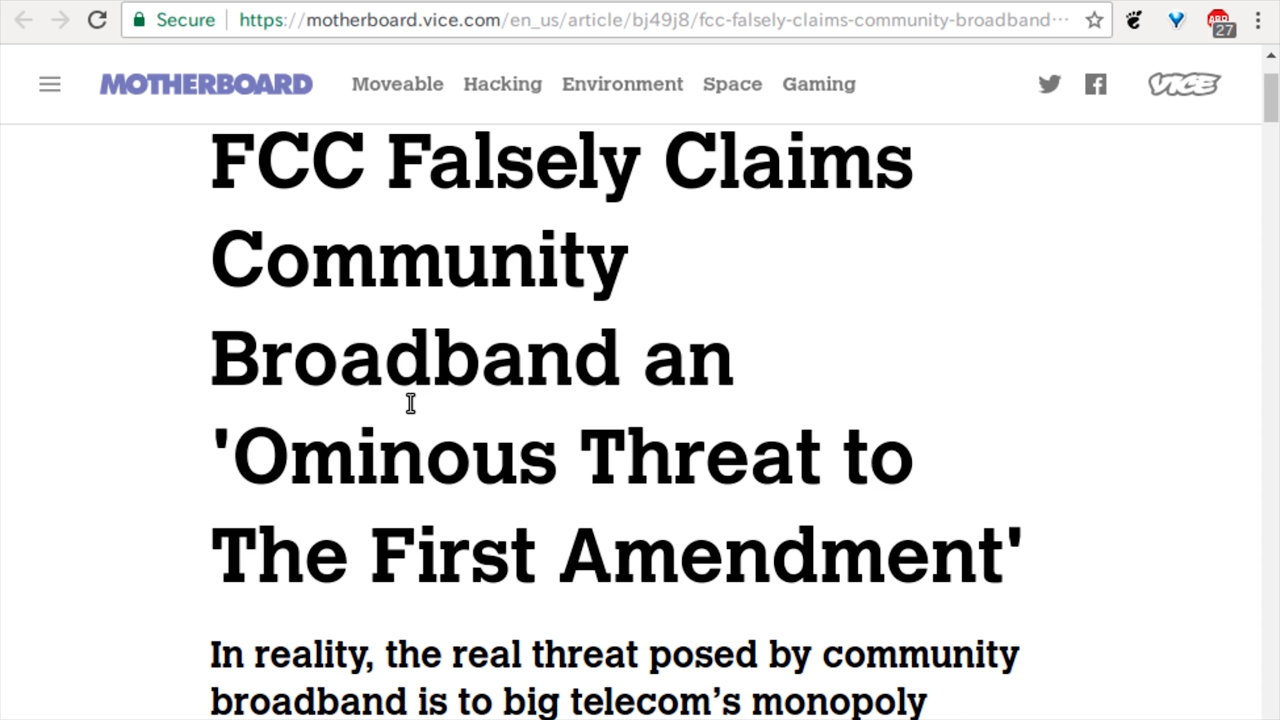 Secure https://motherboard.vice.com/en_us/article/bj49j8/fcc-falsely-claims-community-broadband…
ABP 27
MOTHERBOARD Moveable Hacking Environment Space Gaming VICE
FCC Falsely Claims
Community
Broadband an
'Ominous Threat to
The First Amendment'
In reality, the real threat posed by community
broadband is to big telecom’s monopoly